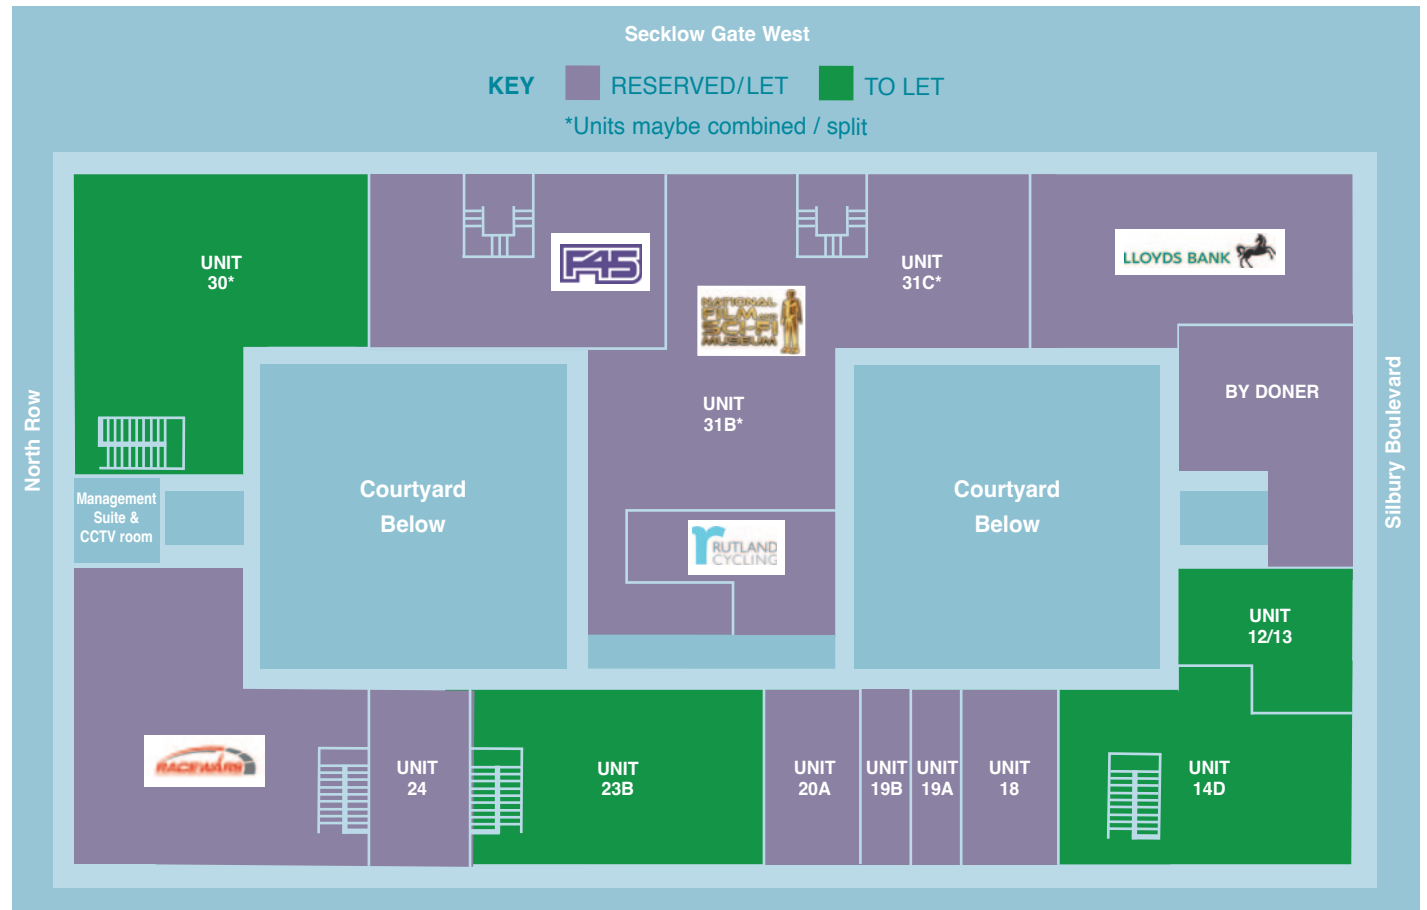 Secklow Gate West
KEY RESERVED/LET TO LET
*Units maybe combined / split
UNIT
30*
F45
NATIONAL
FILM AND
SCI-FI
MUSEUM
UNIT
31C*
LLOYDS BANK
BY DONER
UNIT
31B*
North Row
Silbury Boulevard
Management
Suite &
CCTV room
Courtyard
Below
Courtyard
Below
RUTLAND
CYCLING
UNIT
12/13
RACEWARS
UNIT
24
UNIT
23B
UNIT
20A
UNIT
19B
UNIT
19A
UNIT
18
UNIT
14D